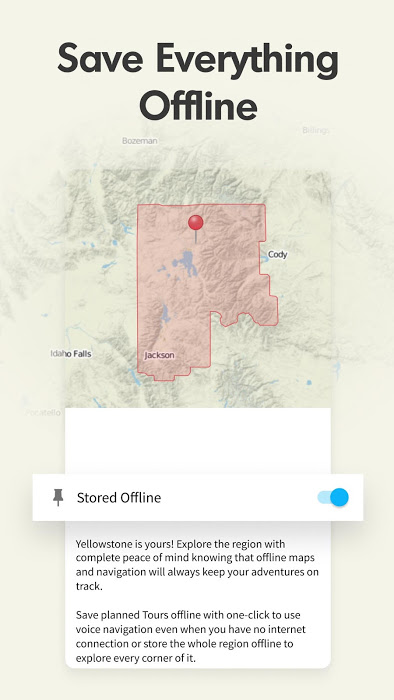 Save Everything
Offline
Billings
Bozeman
Cody
Idaho Falls
Jackson
Pocatello
Stored Offline
Yellowstone is yours! Explore the region with
complete peace of mind knowing that offline maps
and navigation will always keep your adventures on
track.
Save planned Tours offline with one-click to use
voice navigation even when you have no internet
connection or store the whole region offline to
explore every corner of it.